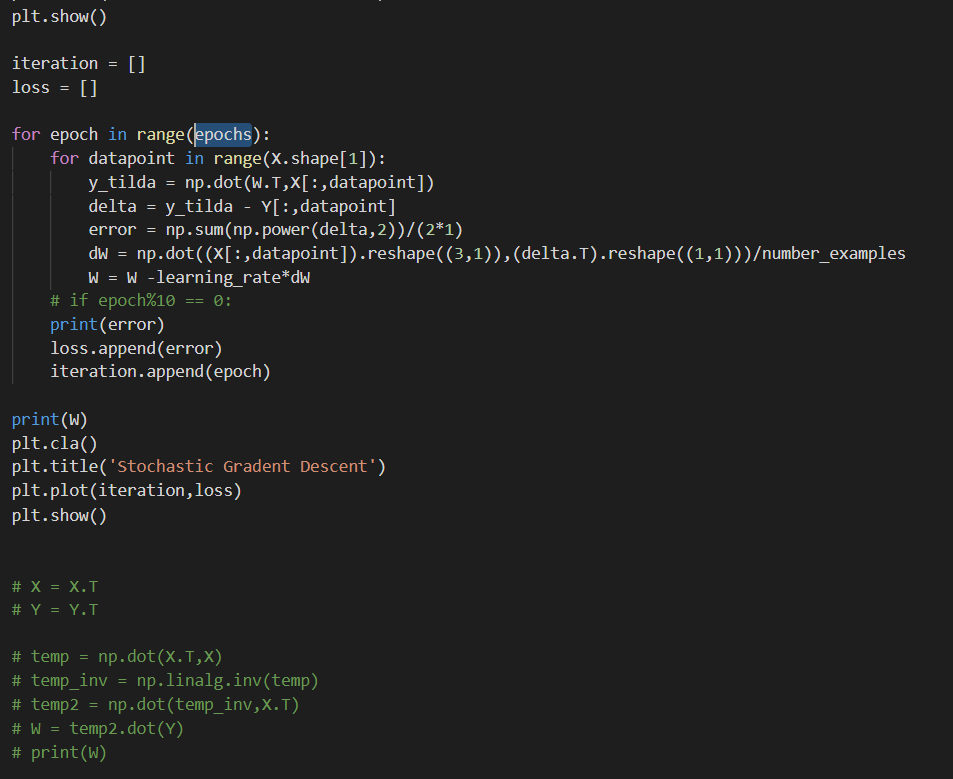 plt.show()
iteration = []
loss = []
for epoch in range(epochs):
    for datapoint in range(X.shape[1]):
        y_tilda = np.dot(W.T,X[:,datapoint])
        delta = y_tilda - Y[:,datapoint]
        error = np.sum(np.power(delta,2))/(2*1)
        dW = np.dot((X[:,datapoint]).reshape((3,1)),(delta.T).reshape((1,1)))/number_examples
        W = W -learning_rate*dW
    # if epoch%10 == 0:
    print(error)
    loss.append(error)
    iteration.append(epoch)
print(W)
plt.cla()
plt.title('Stochastic Gradent Descent')
plt.plot(iteration,loss)
plt.show()
# X = X.T
# Y = Y.T
# temp = np.dot(X.T,X)
# temp_inv = np.linalg.inv(temp)
# temp2 = np.dot(temp_inv,X.T)
# W = temp2.dot(Y)
# print(W)